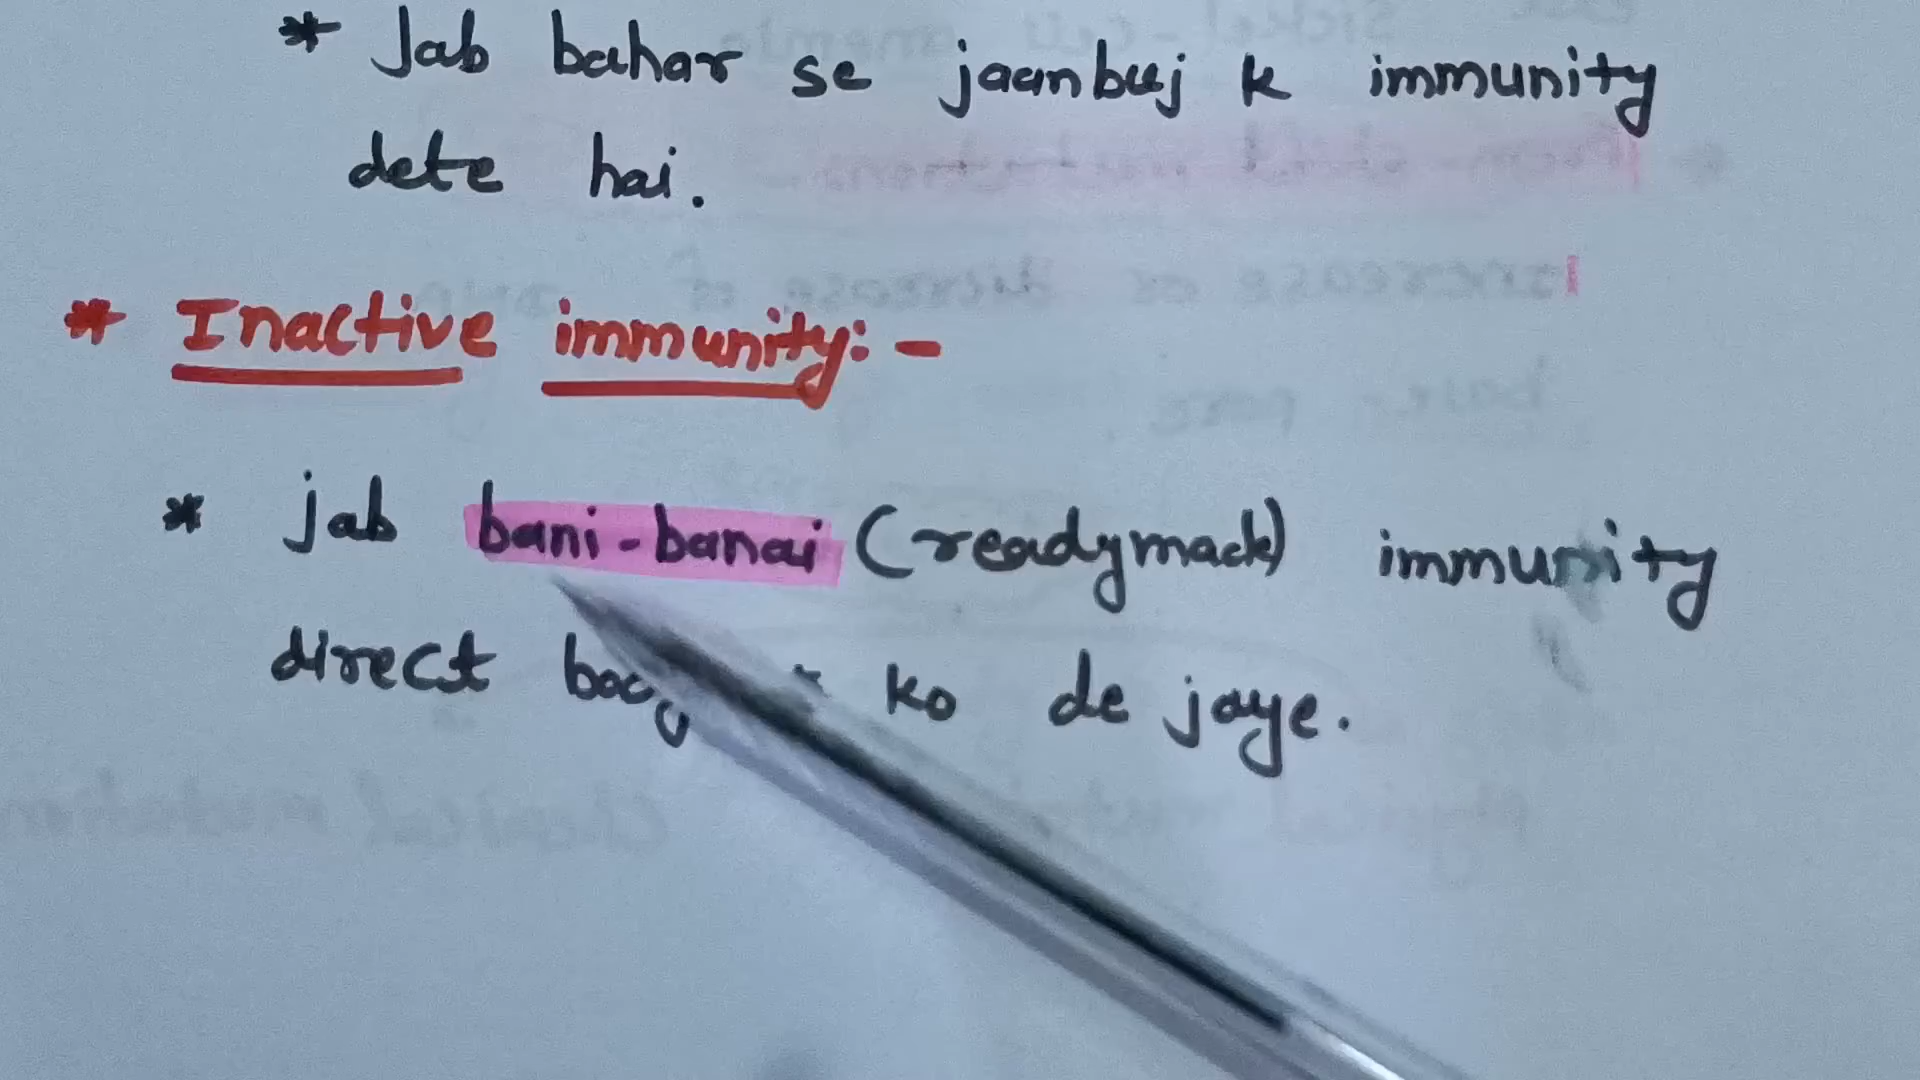 * Jab bahar se jaanbuj k immunity
dete hai.
* Inactive immunity:-
* jab bani-banai (readymade) immunity
direct ko de jaye.